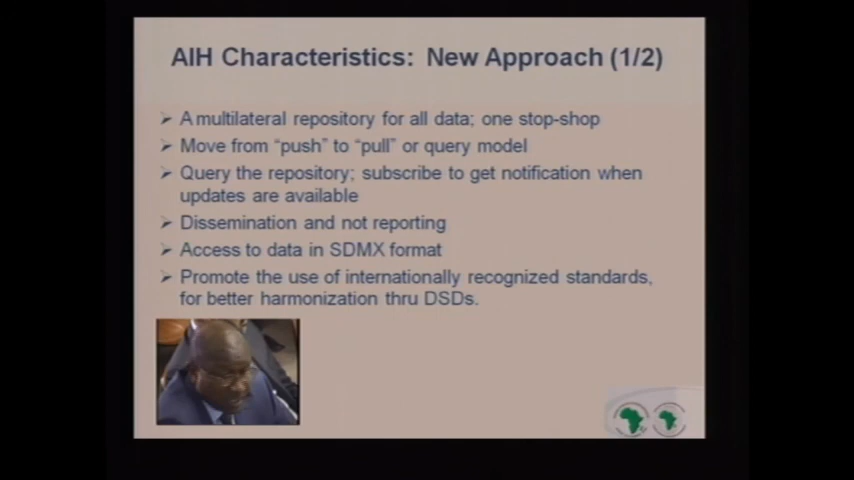 AIH Characteristics: New Approach (1/2)
➢ A multilateral repository for all data; one stop-shop
➢ Move from “push” to “pull” or query model
➢ Query the repository; subscribe to get notification when
updates are available
➢ Dissemination and not reporting
➢ Access to data in SDMX format
➢ Promote the use of internationally recognized standards,
for better harmonization thru DSDs.